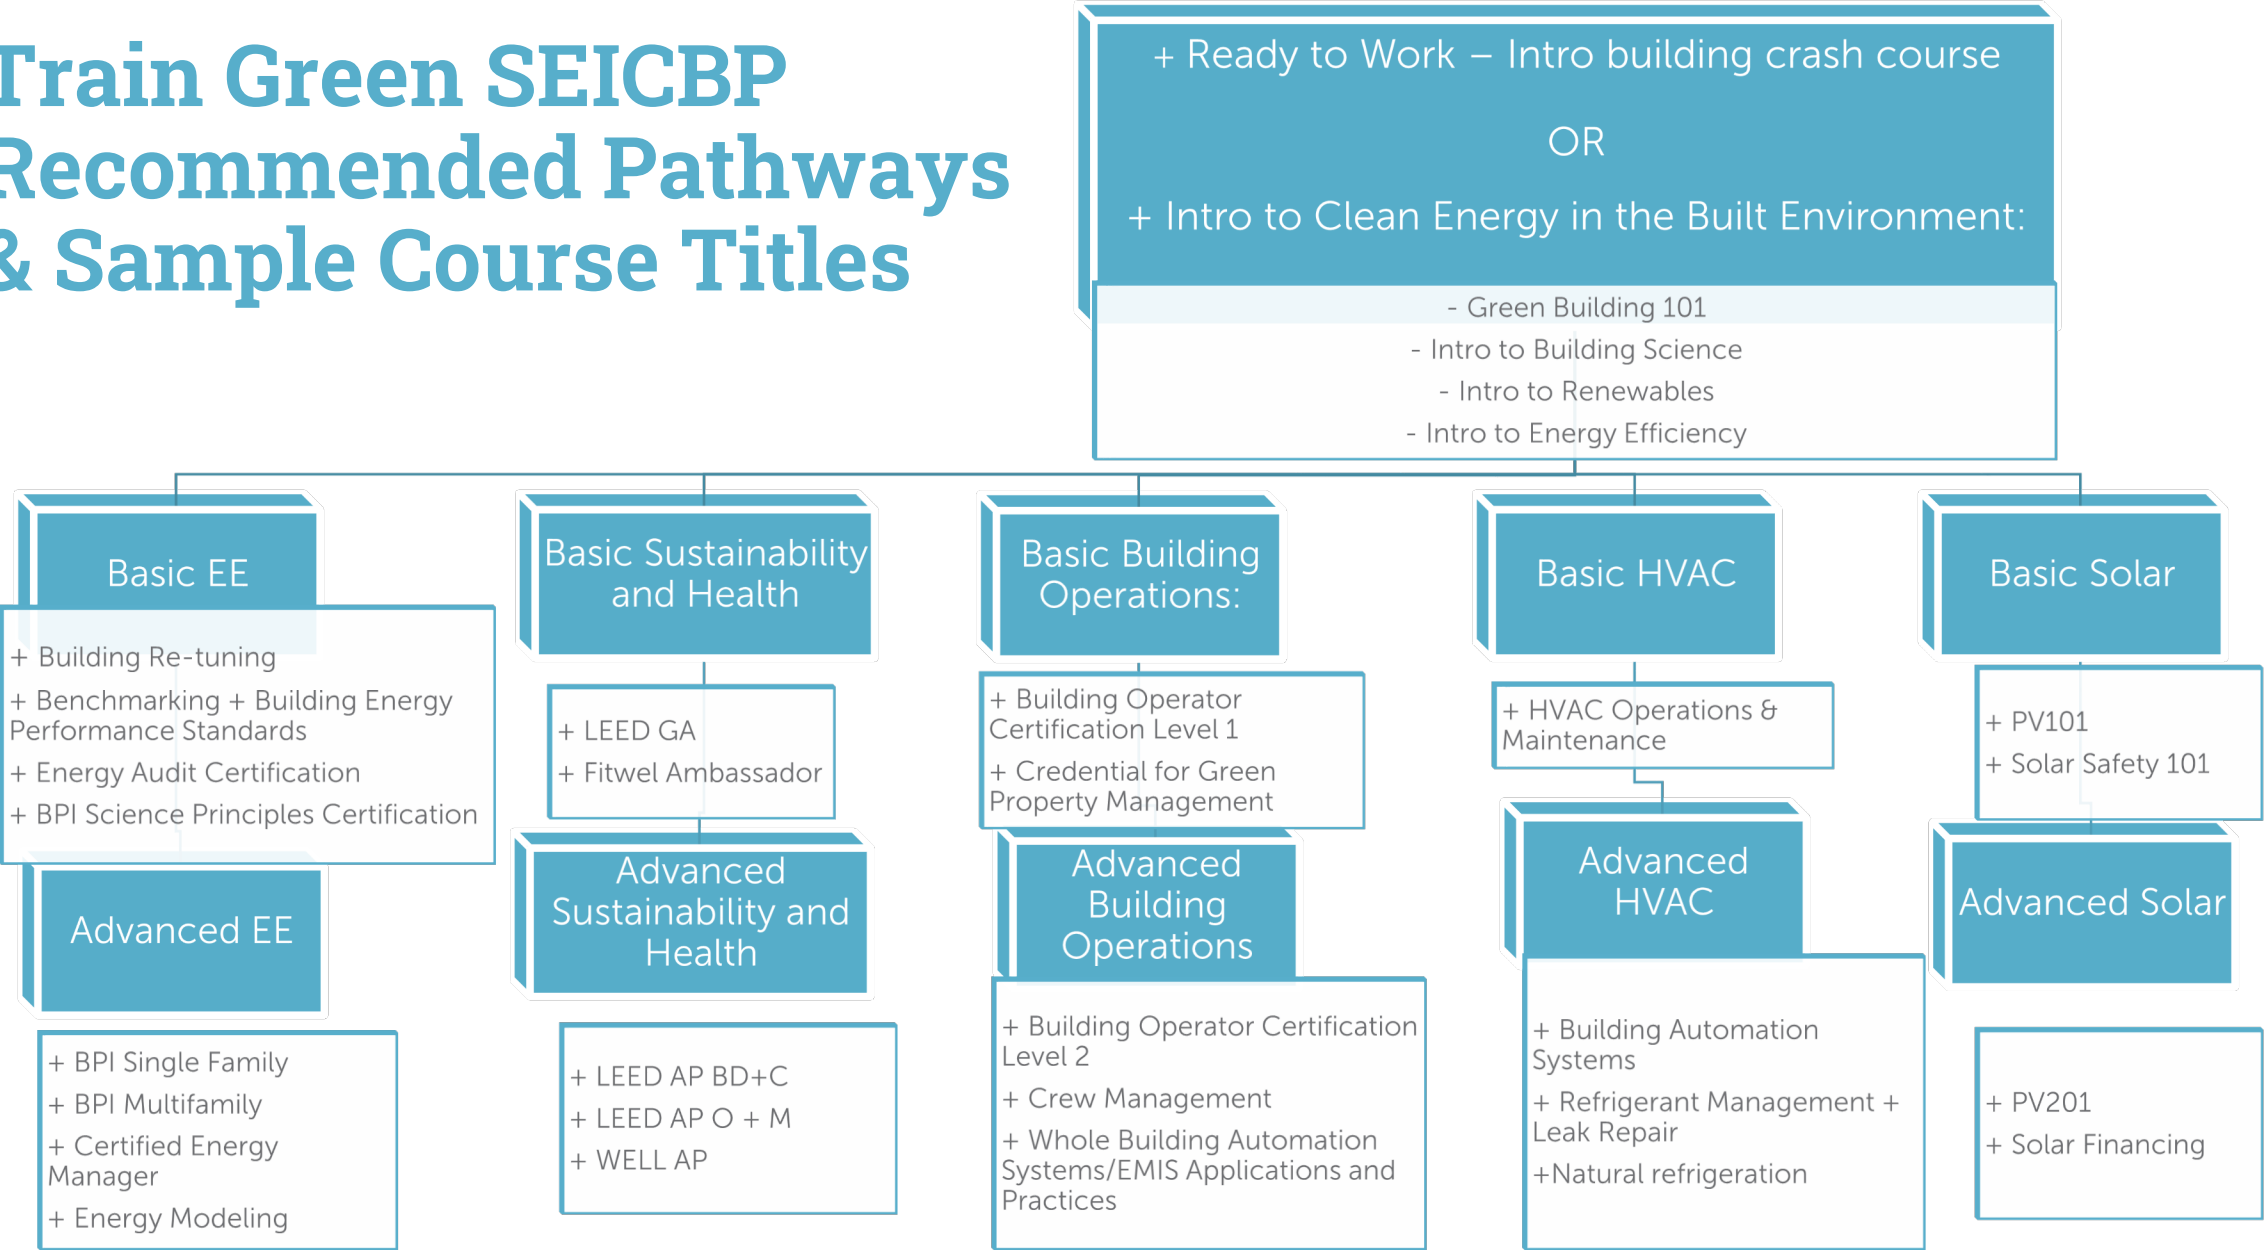 Train Green SEICBP
Recommended Pathways
& Sample Course Titles
+ Ready to Work – Intro building crash course
OR
+ Intro to Clean Energy in the Built Environment:
- Green Building 101
- Intro to Building Science
- Intro to Renewables
- Intro to Energy Efficiency
Basic EE
+ Building Re-tuning
+ Benchmarking + Building Energy
Performance Standards
+ Energy Audit Certification
+ BPI Science Principles Certification
Advanced EE
+ BPI Single Family
+ BPI Multifamily
+ Certified Energy
Manager
+ Energy Modeling
Basic Sustainability
and Health
+ LEED GA
+ Fitwel Ambassador
Advanced
Sustainability and
Health
+ LEED AP BD+C
+ LEED AP O + M
+ WELL AP
Basic Building
Operations:
+ Building Operator
Certification Level 1
+ Credential for Green
Property Management
Advanced
Building
Operations
+ Building Operator Certification
Level 2
+ Crew Management
+ Whole Building Automation
Systems/EMIS Applications and
Practices
Basic HVAC
+ HVAC Operations &
Maintenance
Advanced
HVAC
+ Building Automation
Systems
+ Refrigerant Management +
Leak Repair
+Natural refrigeration
Basic Solar
+ PV101
+ Solar Safety 101
Advanced Solar
+ PV201
+ Solar Financing